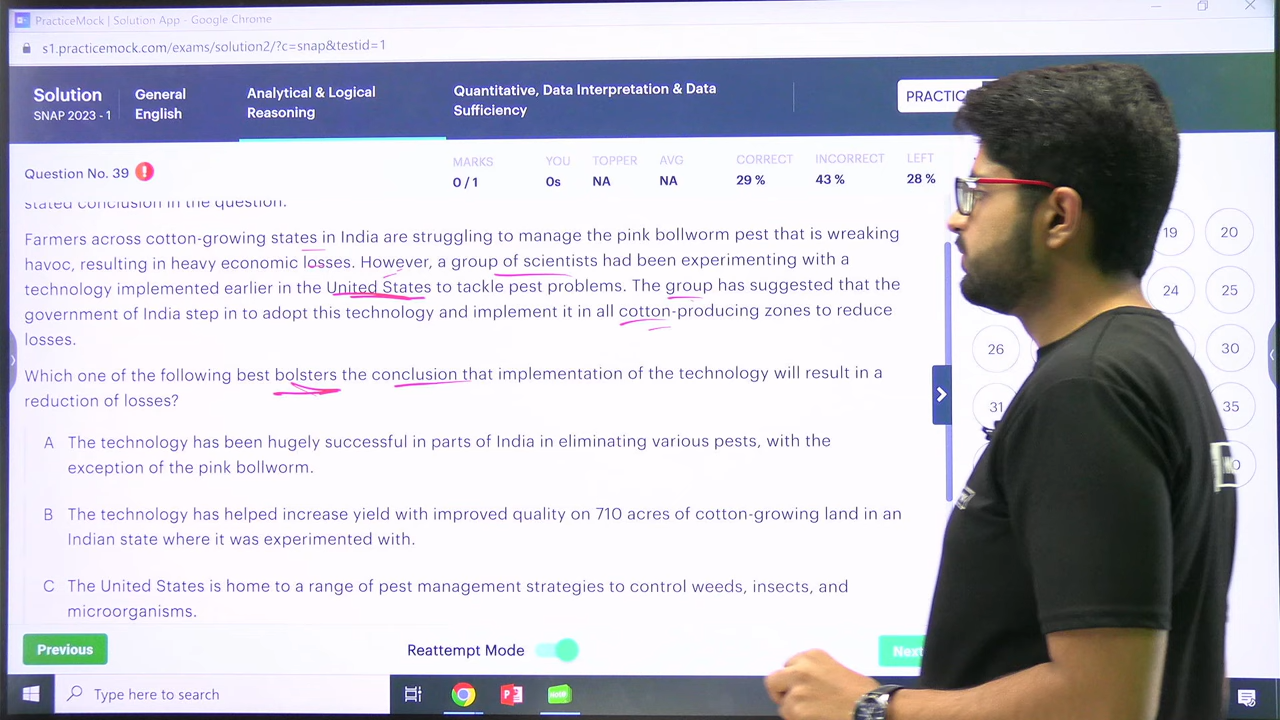 PracticeMock | Solution App - Google Chrome
s1.practicemock.com/exams/solution2/?c=snap&testid=1
Solution
SNAP 2023 - 1
General
English
Analytical & Logical
Reasoning
Quantitative, Data Interpretation & Data
Sufficiency
PRACTIC
Question No. 39
MARKS
0 / 1
YOU
0s
TOPPER
NA
AVG
NA
CORRECT
29 %
INCORRECT
43 %
LEFT
28 %
stated conclusion in the question.
Farmers across cotton-growing states in India are struggling to manage the pink bollworm pest that is wreaking
havoc, resulting in heavy economic losses. However, a group of scientists had been experimenting with a
technology implemented earlier in the United States to tackle pest problems. The group has suggested that the
government of India step in to adopt this technology and implement it in all cotton-producing zones to reduce
losses.
Which one of the following best bolsters the conclusion that implementation of the technology will result in a
reduction of losses?
A The technology has been hugely successful in parts of India in eliminating various pests, with the
exception of the pink bollworm.
B The technology has helped increase yield with improved quality on 710 acres of cotton-growing land in an
Indian state where it was experimented with.
C The United States is home to a range of pest management strategies to control weeds, insects, and
microorganisms.
19 20
24 25
26 30
31 35
Previous
Reattempt Mode
Next
Type here to search